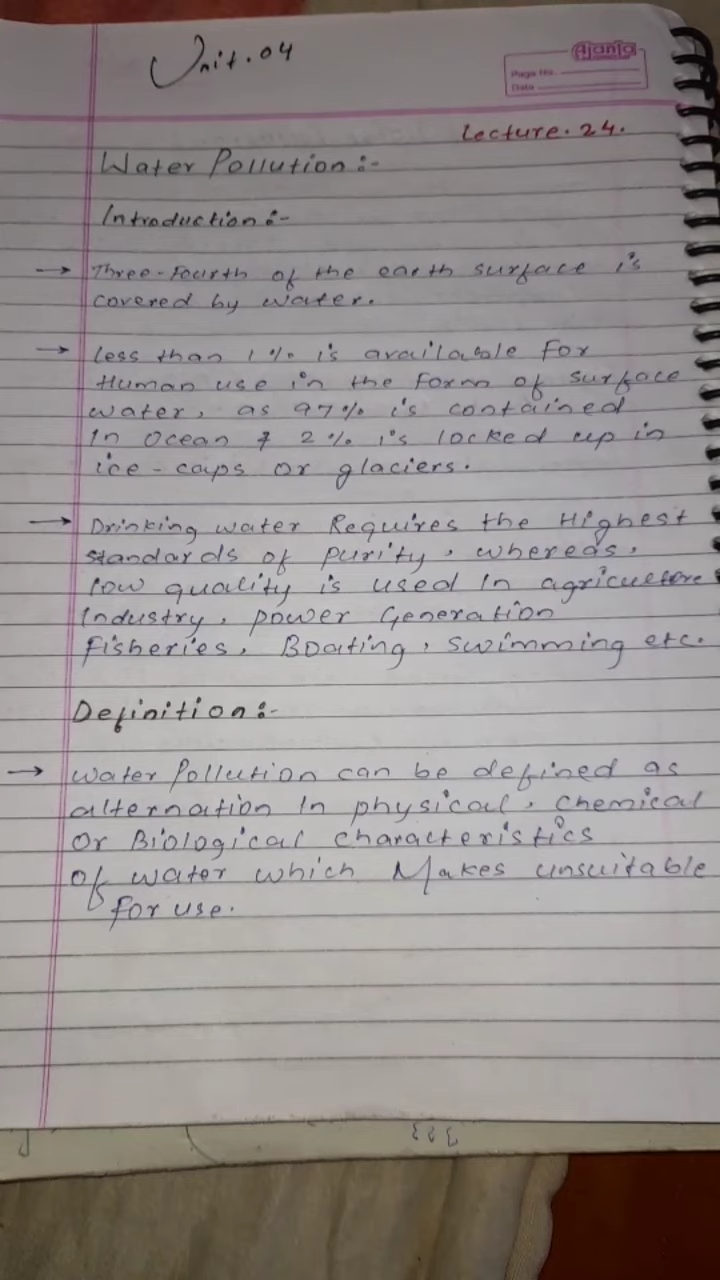 Unit.04
Ajanta
Page No.
Date
Lecture.24.
Water Pollution:-
Introduction:-
→ Three-Fourth of the earth surface is
covered by water.
→ Less than 1% is available for
Human use in the form of surface
water, as 97% is contained
in ocean & 2% is locked up in
ice-caps or glaciers.
→ Drinking water Requires the Highest
standards of purity, whereas,
low quality is used in agriculture
Industry, power Generation
Fisheries, Boating, swimming etc.
Definition:-
→ Water Pollution can be defined as
alternation in physical, chemical
or Biological characteristics
of water which Makes unsuitable
for use.